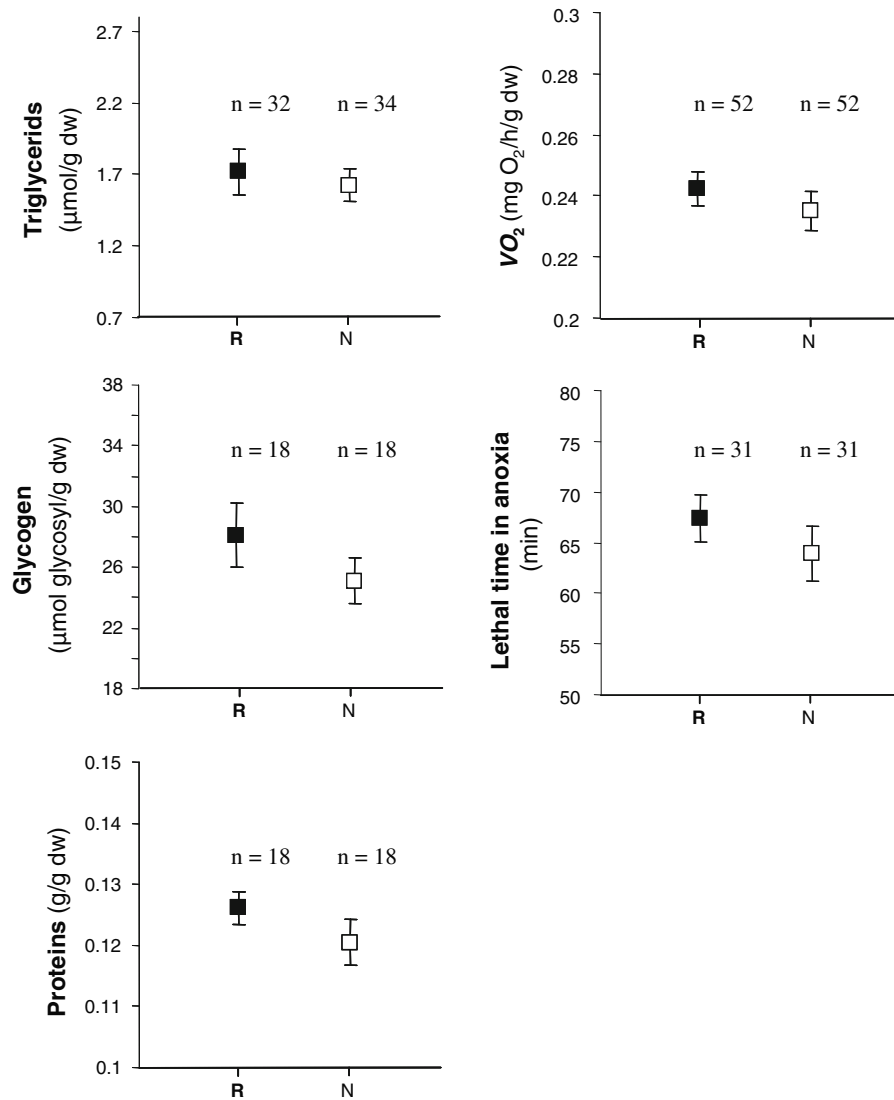 Triglycerids
(µmol/g dw)
2.7
2.2
1.7
1.2
0.7
n = 32 n = 34
R N
VO2 (mg O2/h/g dw)
0.3
0.28
0.26
0.24
0.22
0.2
n = 52 n = 52
R N
Glycogen
(µmol glycosyl/g dw)
38
34
30
26
22
18
n = 18 n = 18
R N
Lethal time in anoxia
(min)
80
75
70
65
60
55
50
n = 31 n = 31
R N
Proteins (g/g dw)
0.15
0.14
0.13
0.12
0.11
0.1
n = 18 n = 18
R N